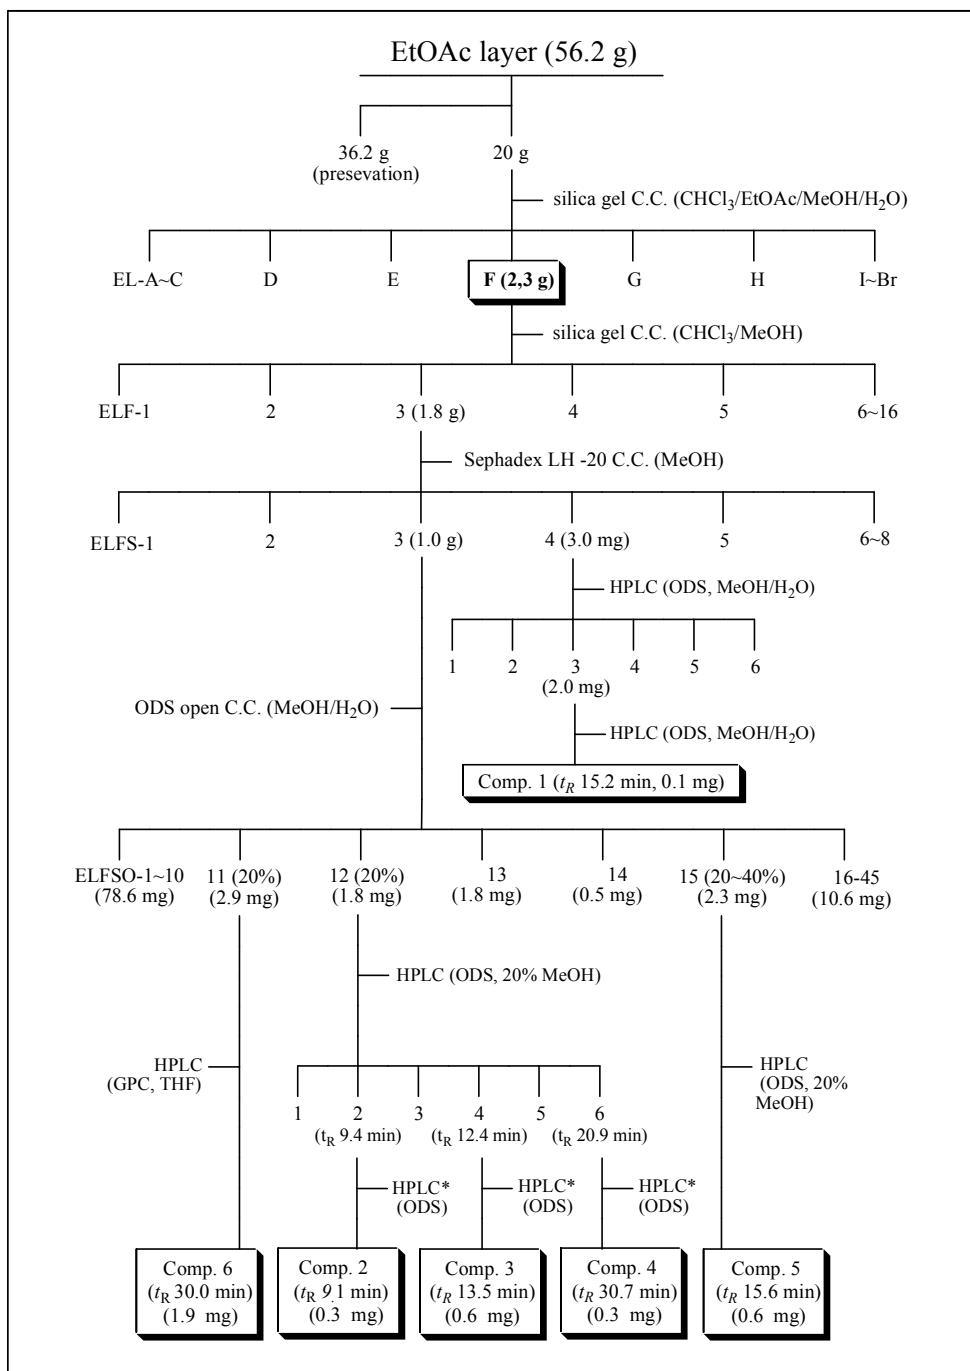 EtOAc layer (56.2 g)
36.2 g
(presevation)
20 g
silica gel C.C. (CHCl3/EtOAc/MeOH/H2O)
EL-A~C D E F (2,3 g) G H I~Br
silica gel C.C. (CHCl3/MeOH)
ELF-1 2 3 (1.8 g) 4 5 6~16
Sephadex LH -20 C.C. (MeOH)
ELFS-1 2 3 (1.0 g) 4 (3.0 mg) 5 6~8
HPLC (ODS, MeOH/H2O)
1 2 3 4 5 6
(2.0 mg)
ODS open C.C. (MeOH/H2O)
HPLC (ODS, MeOH/H2O)
Comp. 1 (tR 15.2 min, 0.1 mg)
ELFSO-1~10 11 (20%) 12 (20%) 13 14 15 (20~40%) 16-45
(78.6 mg) (2.9 mg) (1.8 mg) (1.8 mg) (0.5 mg) (2.3 mg) (10.6 mg)
HPLC (ODS, 20% MeOH)
HPLC
(GPC, THF)
HPLC
(ODS, 20%
MeOH)
1 2 3 4 5 6
(tR 9.4 min) (tR 12.4 min) (tR 20.9 min)
HPLC*
(ODS)
HPLC*
(ODS)
HPLC*
(ODS)
Comp. 6
(tR 30.0 min)
(1.9 mg)
Comp. 2
(tR 9.1 min)
(0.3 mg)
Comp. 3
(tR 13.5 min)
(0.6 mg)
Comp. 4
(tR 30.7 min)
(0.3 mg)
Comp. 5
(tR 15.6 min)
(0.6 mg)